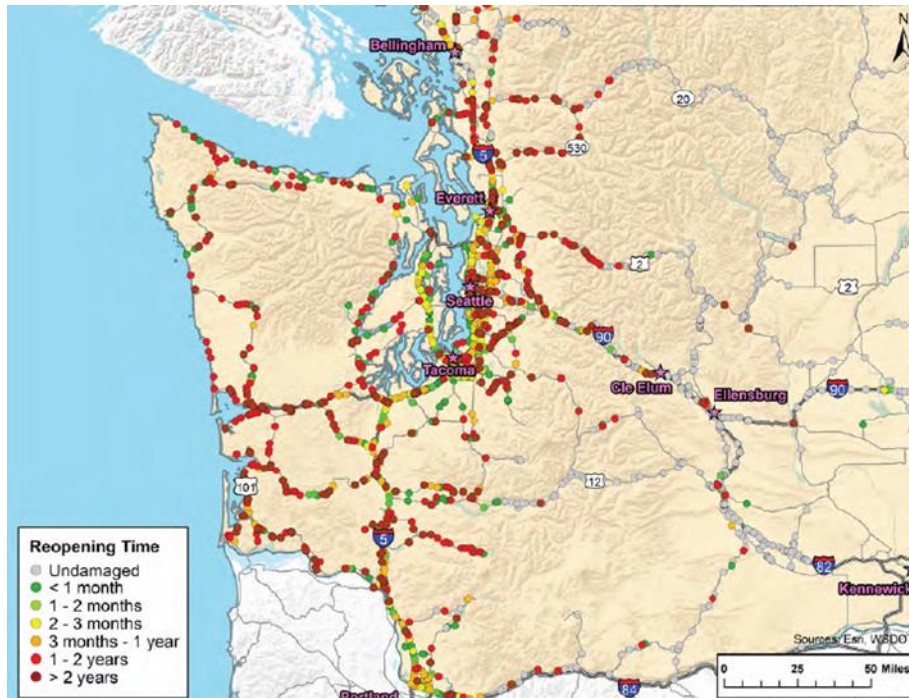 N
Bellingham
20
530
5
Everett
2
2
Seattle
90
Tacoma
Cle Elum
Ellensburg
90
101
12
5
82
Kennewick
Reopening Time
Undamaged
< 1 month
1 - 2 months
2 - 3 months
3 months - 1 year
1 - 2 years
> 2 years
Sources: Esri, WSDO
0 25 50 Miles
84
Portland